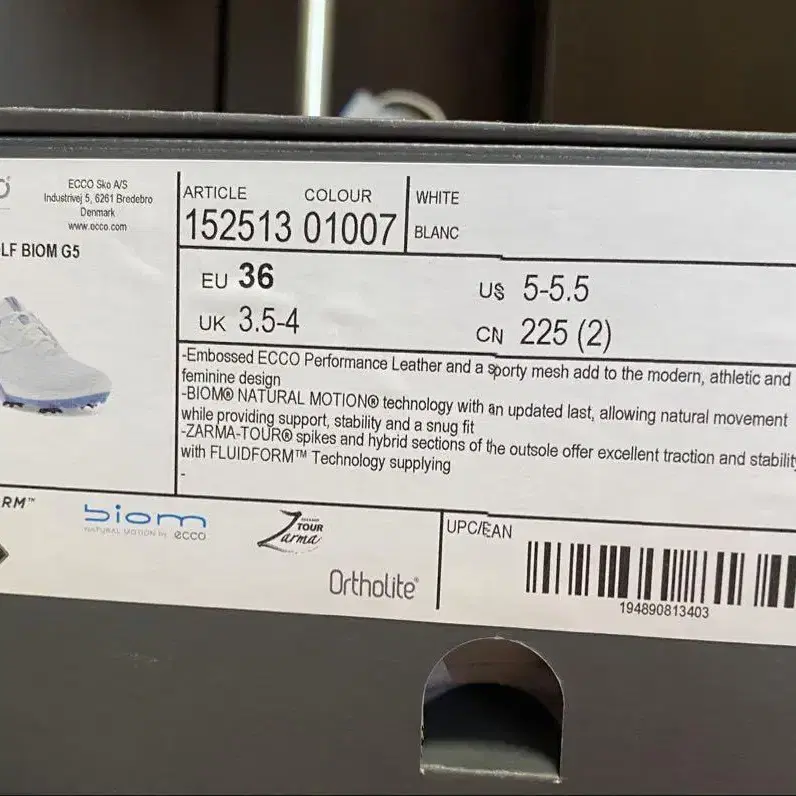 ECCO Sko A/S
Industrivej 5, 6261 Bredebro
Denmark
www.ecco.com
LF BIOM G5
ARTICLE COLOUR
152513 01007
WHITE
BLANC
EU 36
US 5-5.5
UK 3.5-4
CN 225 (2)
-Embossed ECCO Performance Leather and a sporty mesh add to the modern, athletic and
feminine design
-BIOM® NATURAL MOTION® technology with an updated last, allowing natural movement
while providing support, stability and a snug fit
-ZARMA-TOUR® spikes and hybrid sections of the outsole offer excellent traction and stability
with FLUIDFORM™ Technology supplying
-
RM™
biom
NATURAL MOTION by ecco
TOUR
Zarma
Ortholite®
UPC/EAN
194890813403